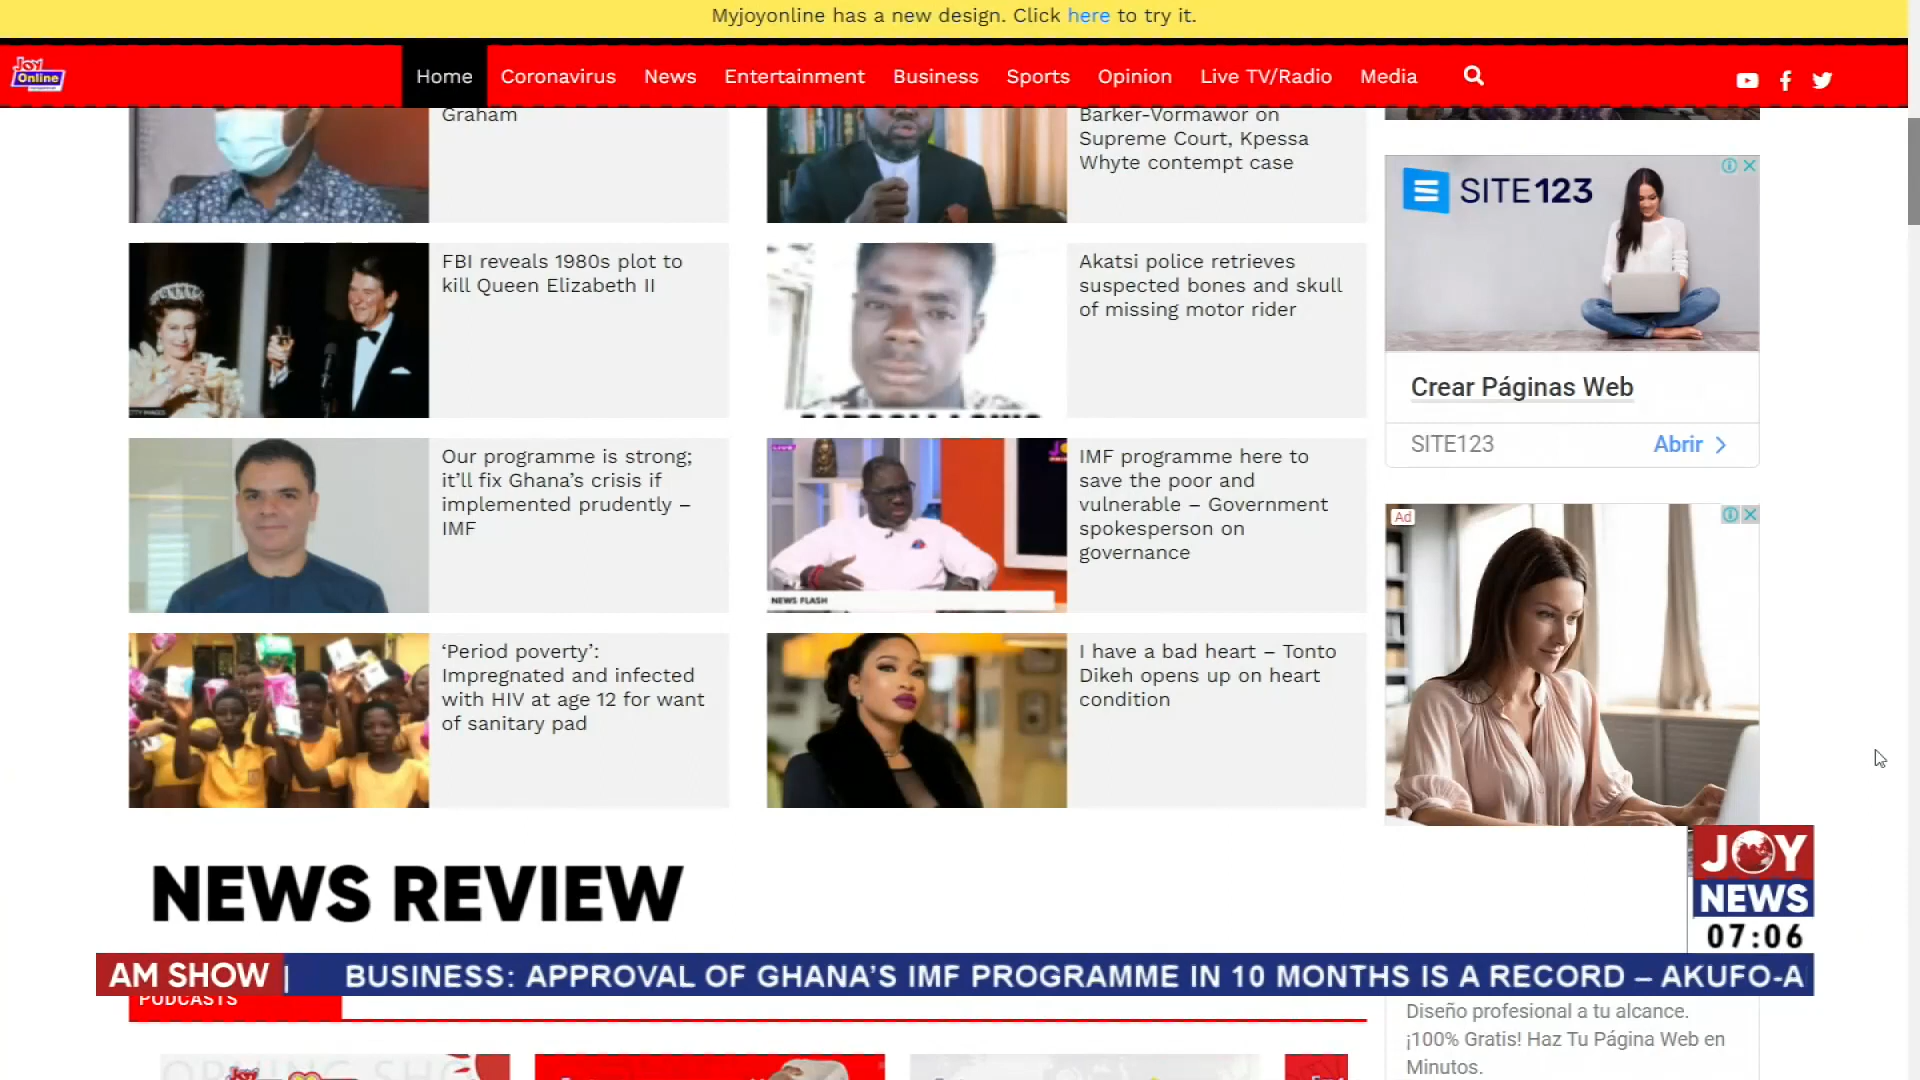 Myjoyonline has a new design. Click here to try it.
JOY
Online
Home Coronavirus News Entertainment Business Sports Opinion Live TV/Radio Media
Graham
Barker-Vormawor on
Supreme Court, Kpessa
Whyte contempt case
FBI reveals 1980s plot to
kill Queen Elizabeth II
Akatsi police retrieves
suspected bones and skull
of missing motor rider
Our programme is strong;
it’ll fix Ghana’s crisis if
implemented prudently –
IMF
NEWS FLASH
IMF programme here to
save the poor and
vulnerable – Government
spokesperson on
governance
‘Period poverty’:
Impregnated and infected
with HIV at age 12 for want
of sanitary pad
I have a bad heart – Tonto
Dikeh opens up on heart
condition
SITE123
Crear Páginas Web
SITE123 Abrir
Ad
NEWS REVIEW
JOY
NEWS
07:06
AM SHOW | BUSINESS: APPROVAL OF GHANA’S IMF PROGRAMME IN 10 MONTHS IS A RECORD – AKUFO-A
PODCASTS
Diseño profesional a tu alcance.
¡100% Gratis! Haz Tu Página Web en
Minutos.